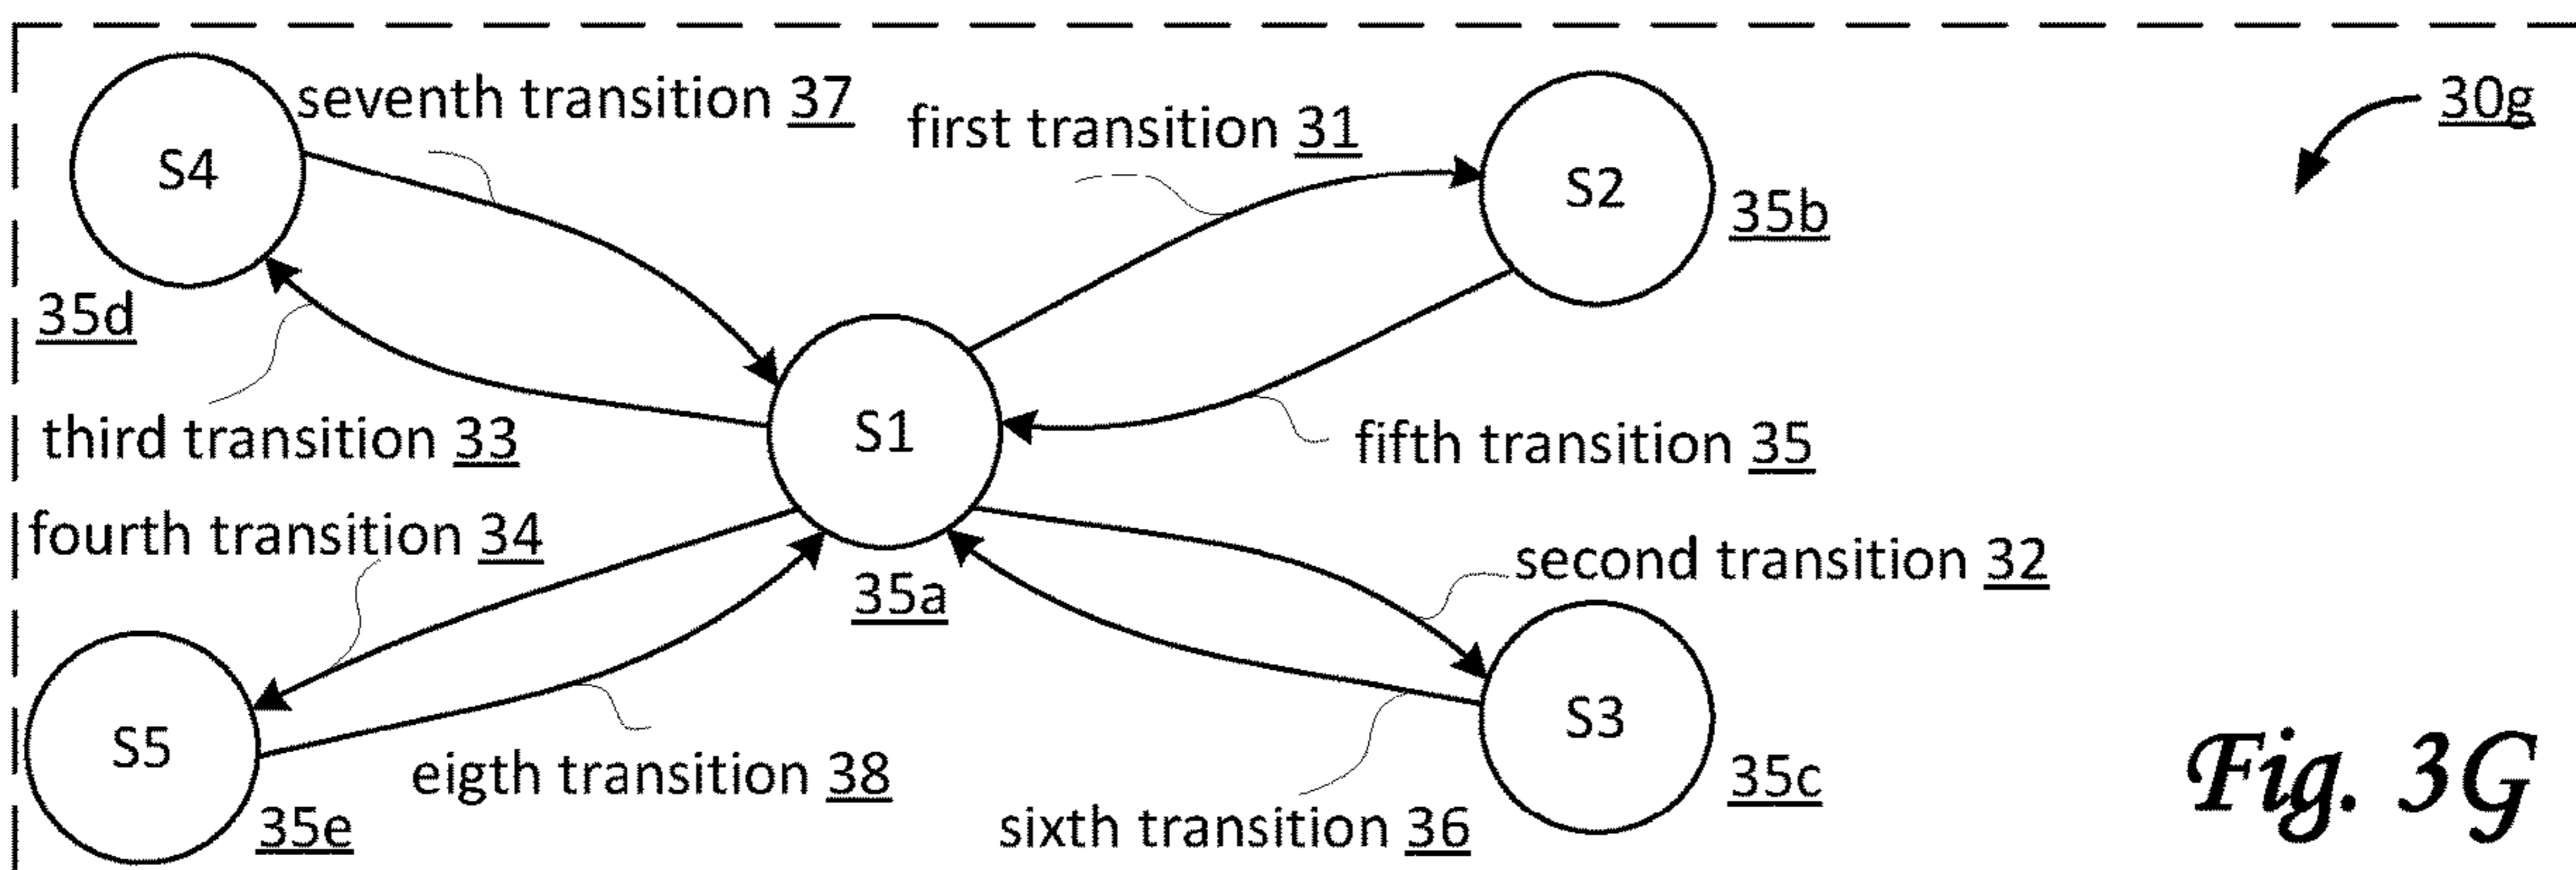 seventh transition 37
first transition 31
30g
S4
S2
35b
35d
S1
third transition 33
fifth transition 35
fourth transition 34
second transition 32
35a
S5
S3
eigth transition 38
35c
sixth transition 36
35e
Fig. 3G